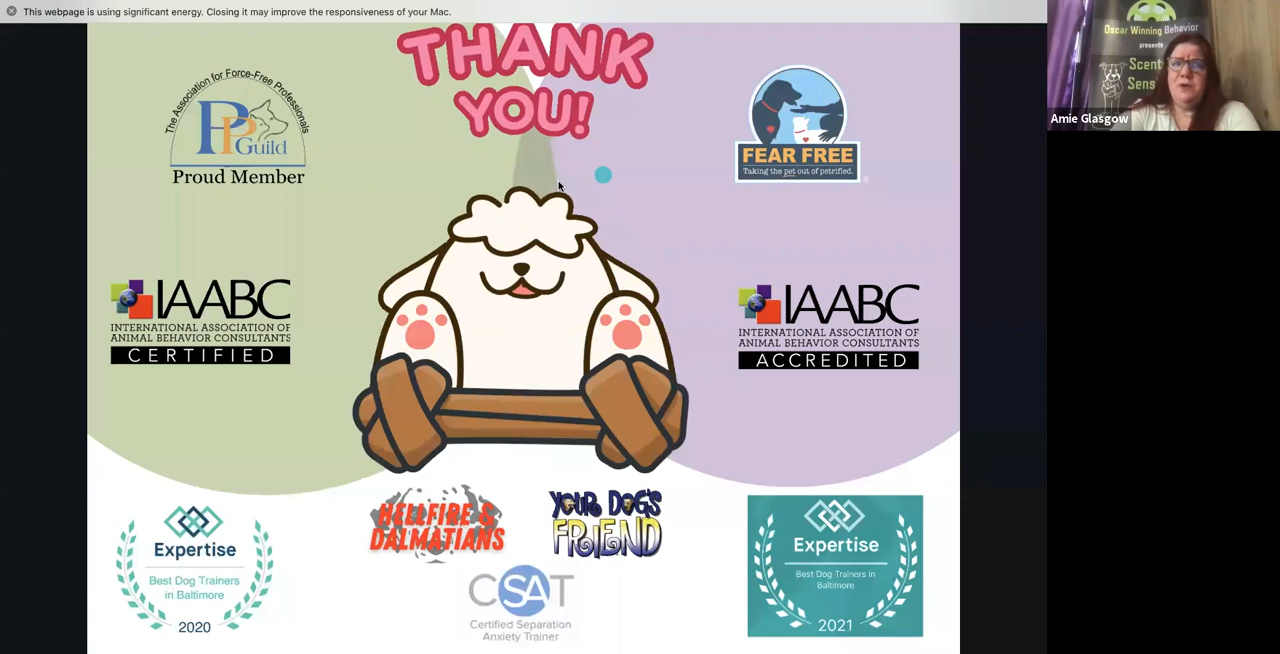 This webpage is using significant energy. Closing it may improve the responsiveness of your Mac.
THANK
YOU!
The Association for Force-Free Professionals
PPGuild
Proud Member
FEAR FREE
Taking the pet out of petrified.
®
Oscar Winning Behavior
presents
Scent
Sens
Amie Glasgow
IAABC
INTERNATIONAL ASSOCIATION OF
ANIMAL BEHAVIOR CONSULTANTS
CERTIFIED
IAABC
INTERNATIONAL ASSOCIATION OF
ANIMAL BEHAVIOR CONSULTANTS
ACCREDITED
Expertise
Best Dog Trainers
in Baltimore
2020
HELLFIRE &
DALMATIANS
YOUR DOG'S
FRIEND
CSAT
Certified Separation
Anxiety Trainer
Expertise
Best Dog Trainers in
Baltimore
2021